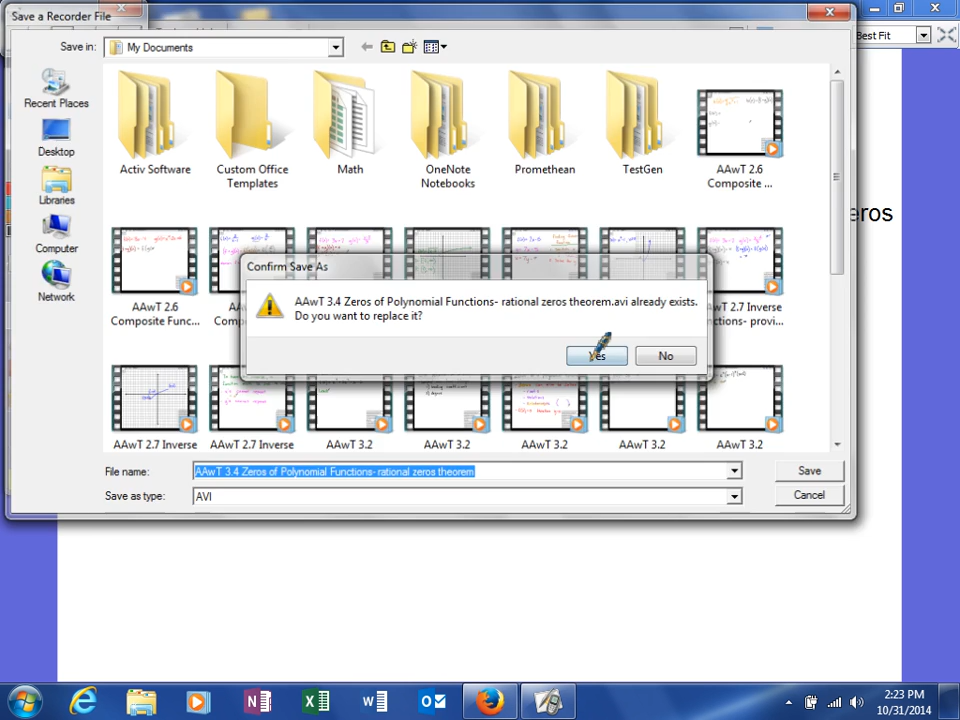 Save a Recorder File
Best Fit
Save in:
My Documents
Recent Places
Desktop
Libraries
Computer
Network
Activ Software
Custom Office
Templates
Math
OneNote
Notebooks
Promethean
TestGen
AAwT 2.6
Composite ...
eros
AAwT 2.6
Composite Func...
AAwT 2.7 Inverse
ctions- provi...
Confirm Save As
AAwT 3.4 Zeros of Polynomial Functions- rational zeros theorem.avi already exists.
Do you want to replace it?
Yes
No
AAwT 2.7 Inverse
AAwT 2.7 Inverse
AAwT 3.2
AAwT 3.2
AAwT 3.2
AAwT 3.2
AAwT 3.2
File name:
AAwT 3.4 Zeros of Polynomial Functions- rational zeros theorem
Save
Save as type:
AVI
Cancel
2:23 PM
10/31/2014